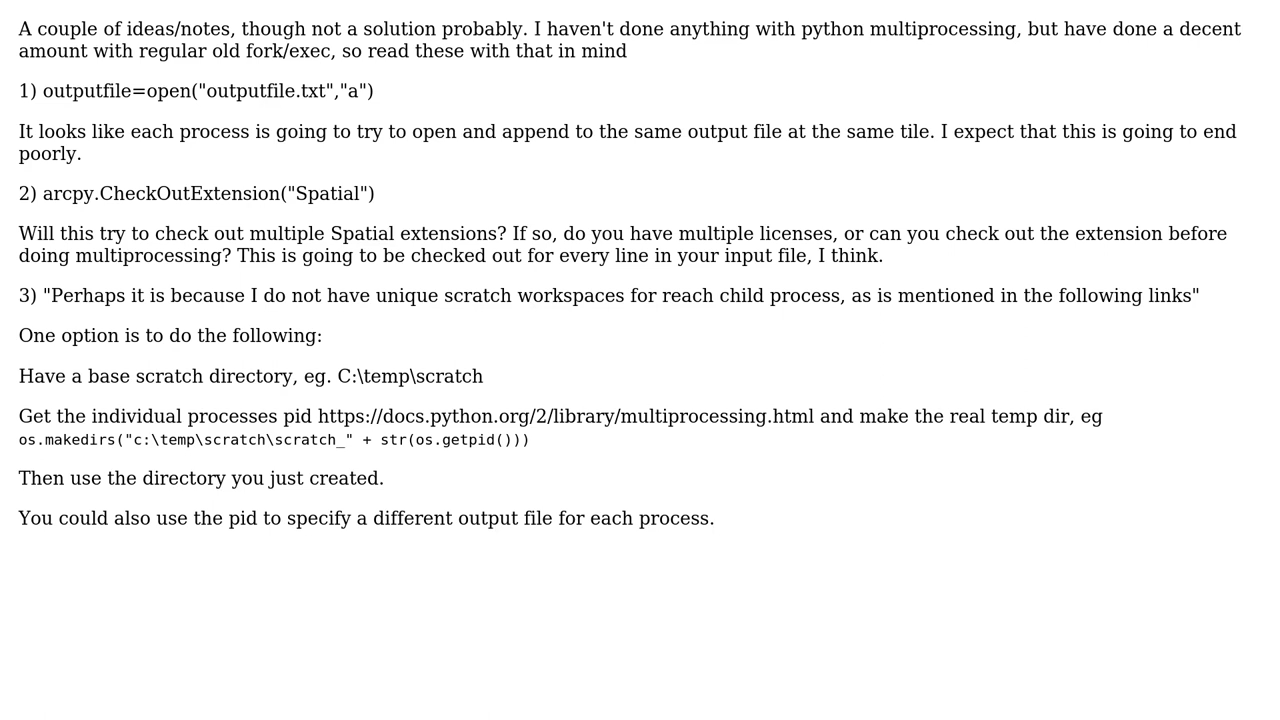 A couple of ideas/notes, though not a solution probably. I haven't done anything with python multiprocessing, but have done a decent
amount with regular old fork/exec, so read these with that in mind
1) outputfile=open("outputfile.txt","a")
It looks like each process is going to try to open and append to the same output file at the same tile. I expect that this is going to end
poorly.
2) arcpy.CheckOutExtension("Spatial")
Will this try to check out multiple Spatial extensions? If so, do you have multiple licenses, or can you check out the extension before
doing multiprocessing? This is going to be checked out for every line in your input file, I think.
3) "Perhaps it is because I do not have unique scratch workspaces for reach child process, as is mentioned in the following links"
One option is to do the following:
Have a base scratch directory, eg. C:\temp\scratch
Get the individual processes pid https://docs.python.org/2/library/multiprocessing.html and make the real temp dir, eg
os.makedirs("c:\temp\scratch\scratch_" + str(os.getpid()))
Then use the directory you just created.
You could also use the pid to specify a different output file for each process.